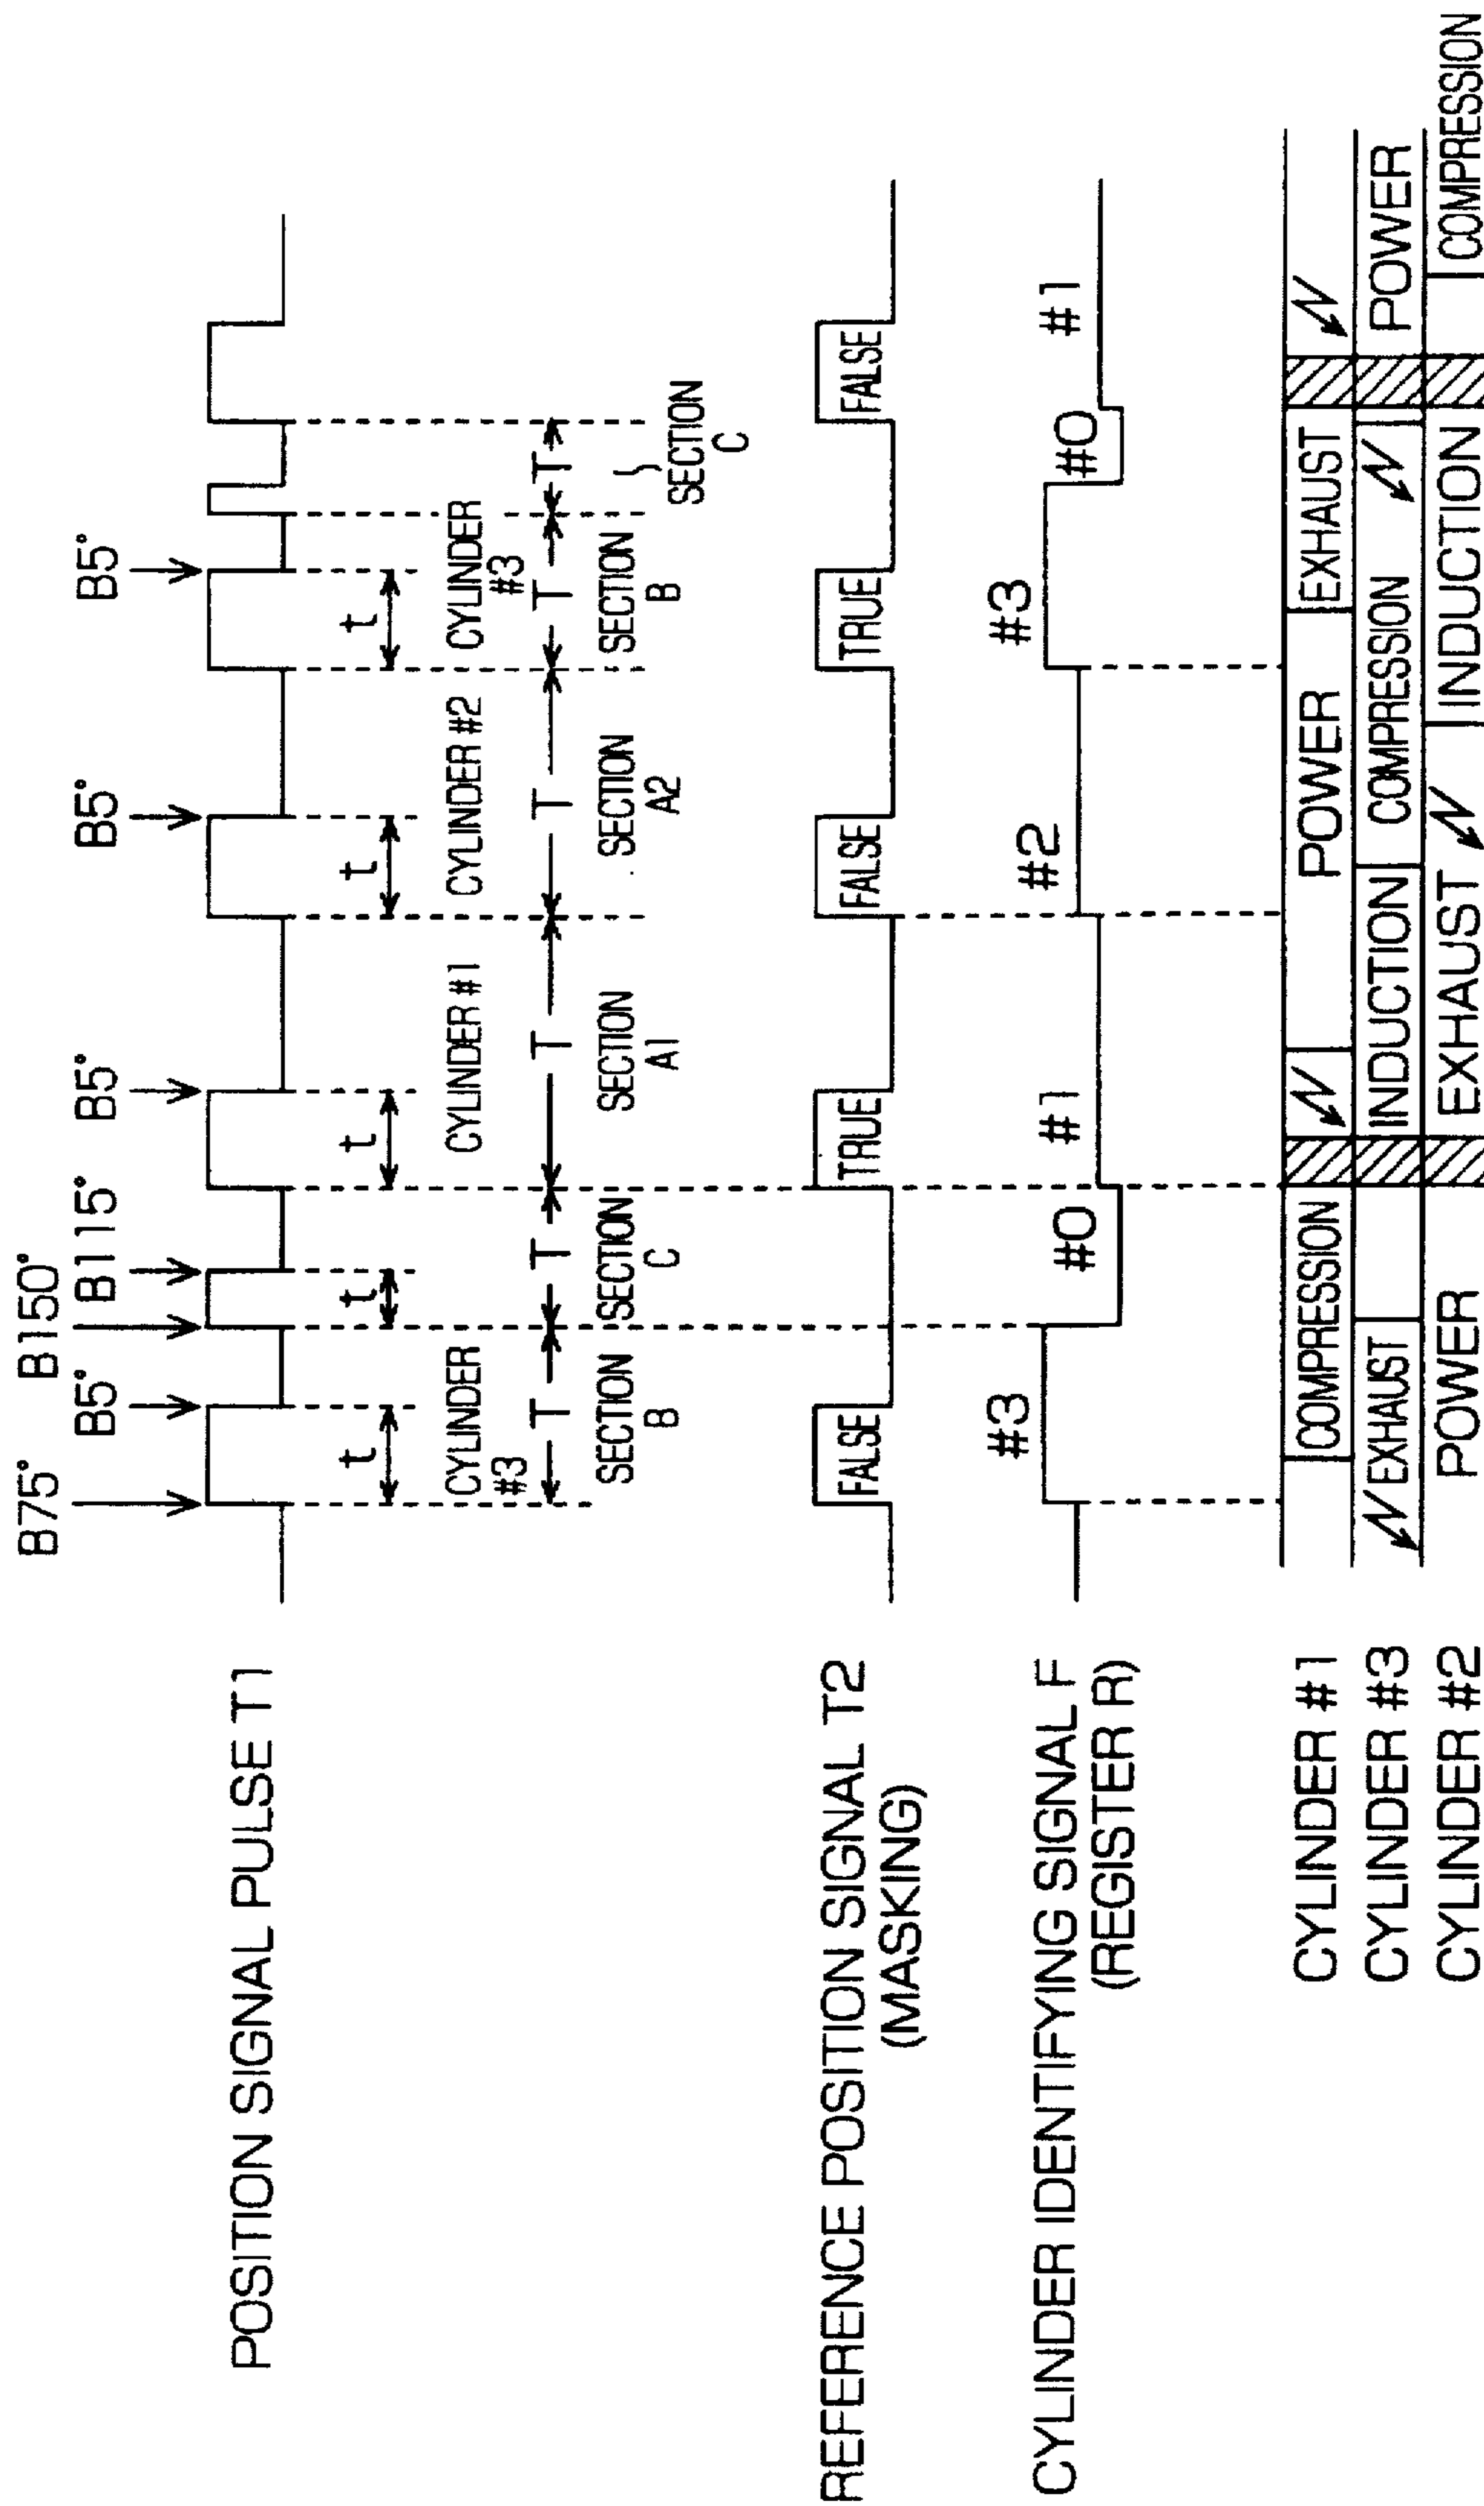 B75°
B150°
B5°
B115°
B5°
B5°
B5°
POSITION SIGNAL PULSE T1
t
t
t
t
t
CYLINDER
#3
CYLINDER #1
CYLINDER #2
CYLINDER
#3
T
T
T
T
T
T
SECTION
B
SECTION
C
SECTION
A1
SECTION
A2
SECTION
B
SECTION
C
REFERENCE POSITION SIGNAL T2
(MASKING)
FALSE
TRUE
FALSE
TRUE
FALSE
CYLINDER IDENTIFYING SIGNAL F
(REGISTER R)
#3
#0
#1
#2
#3
#0
#1
CYLINDER #1
COMPRESSION
POWER
EXHAUST
CYLINDER #3
EXHAUST
INDUCTION
COMPRESSION
POWER
CYLINDER #2
POWER
EXHAUST
INDUCTION
COMPRESSION